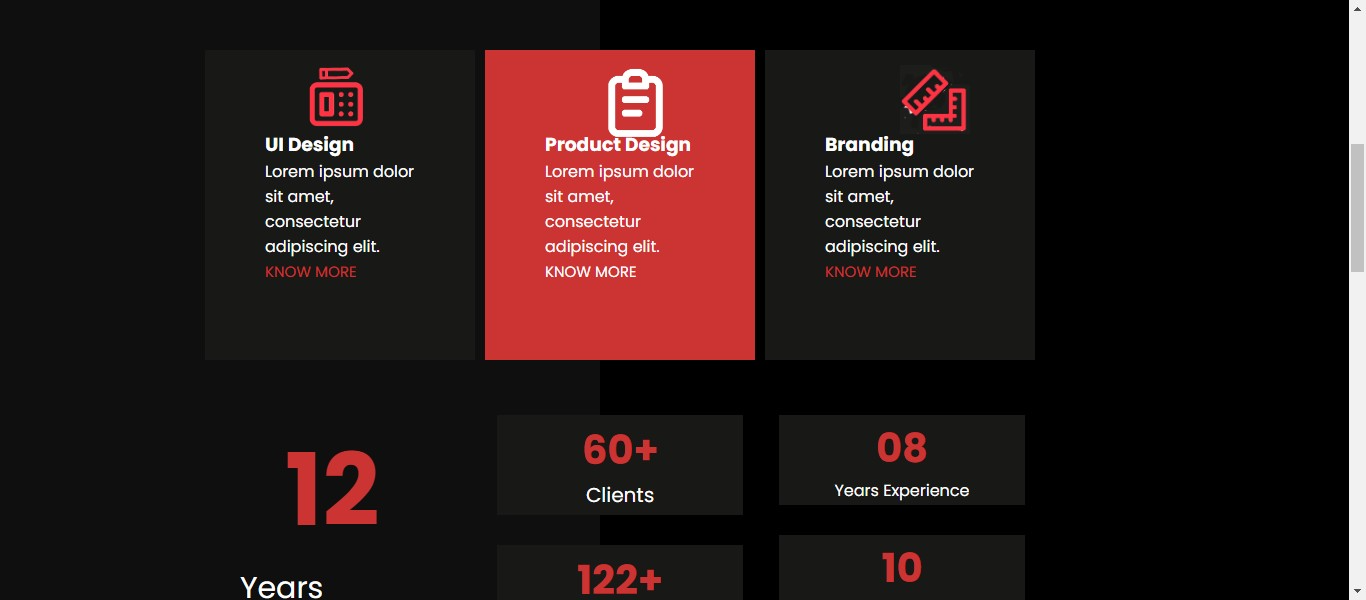 UI Design
Lorem ipsum dolor
sit amet,
consectetur
adipiscing elit.
KNOW MORE
Product Design
Lorem ipsum dolor
sit amet,
consectetur
adipiscing elit.
KNOW MORE
Branding
Lorem ipsum dolor
sit amet,
consectetur
adipiscing elit.
KNOW MORE
12
Years
60+
Clients
08
Years Experience
122+
10